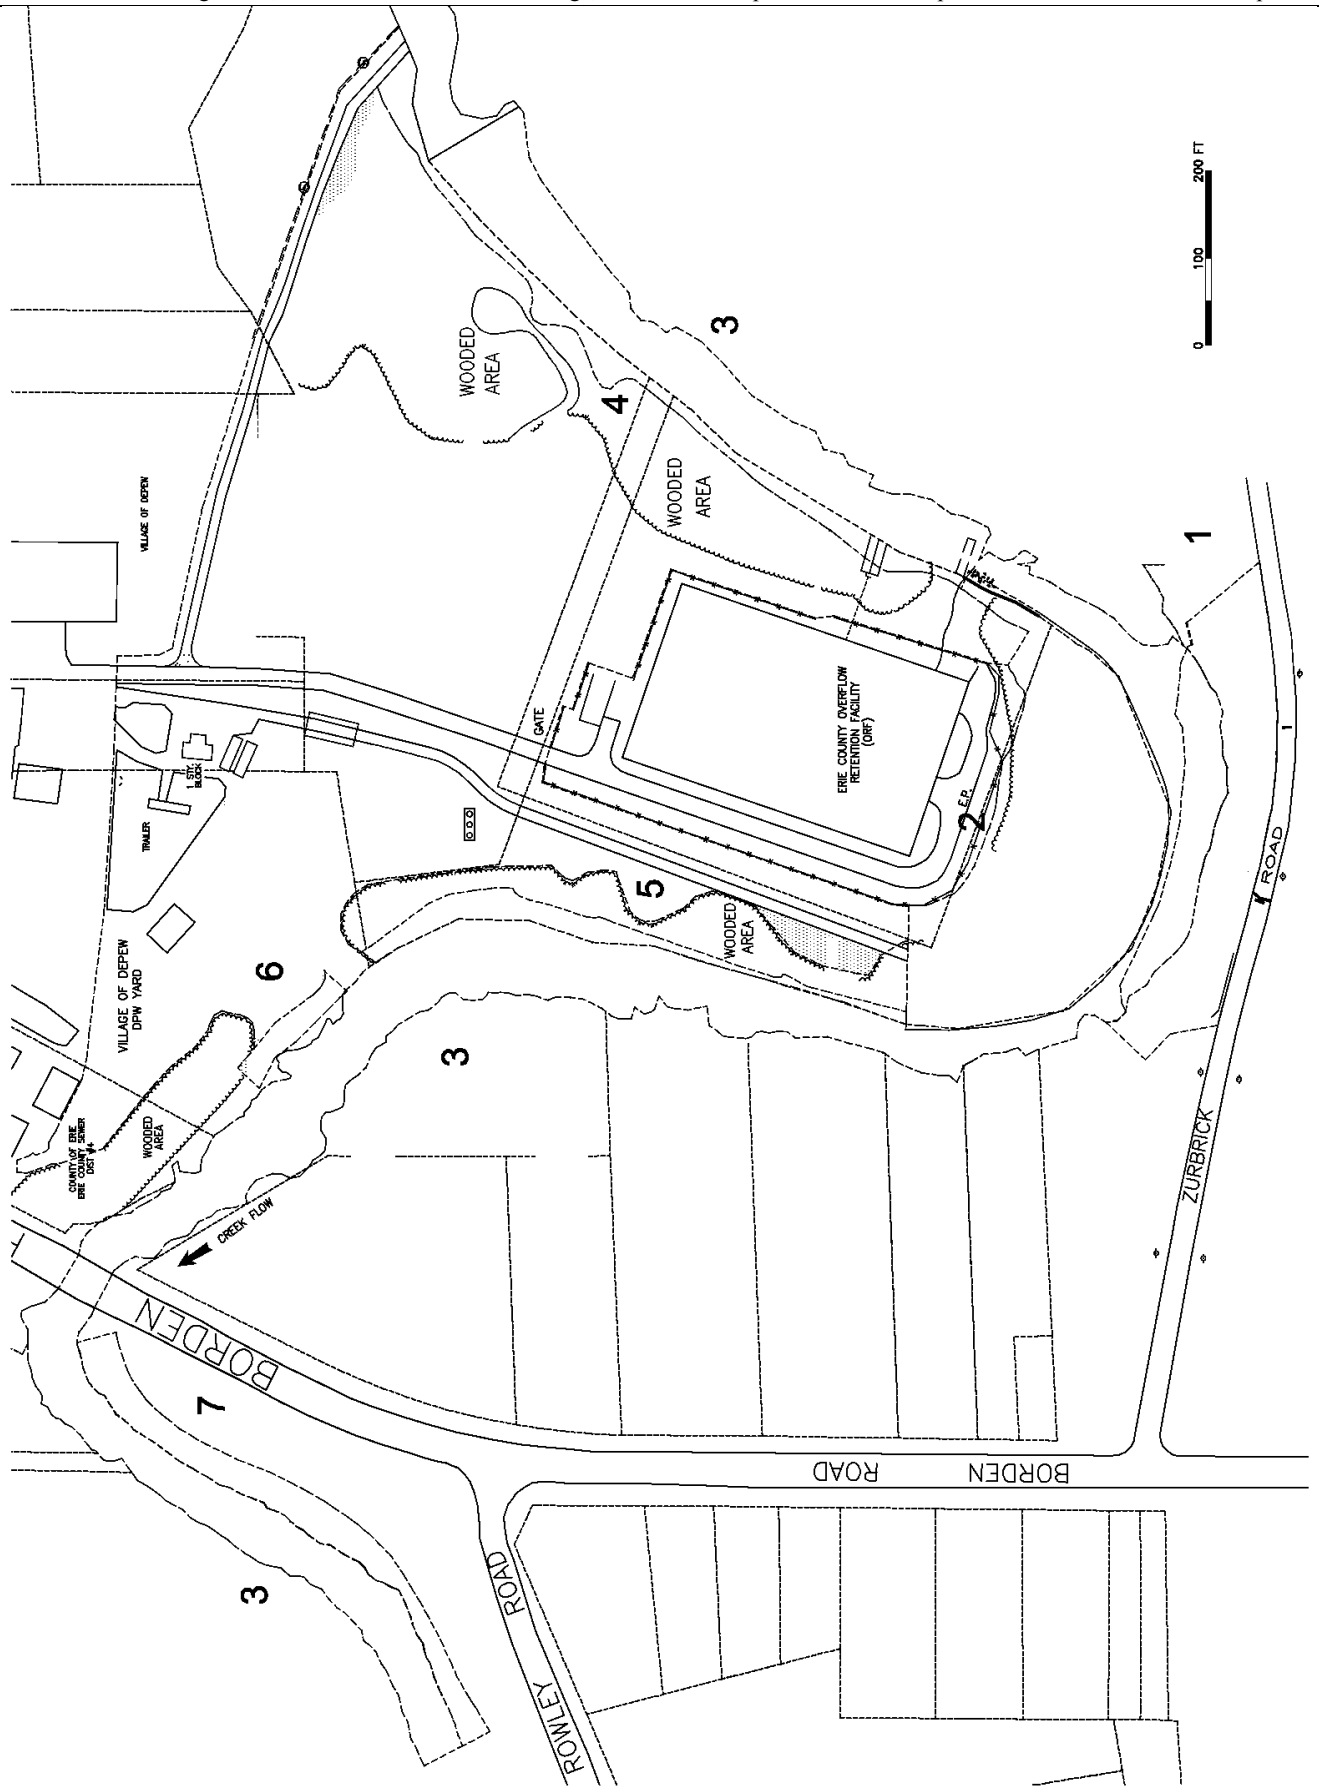 200 FT
100
0
3
WOODED
AREA
4
VILLAGE OF DEPEW
WOODED
AREA
1
GATE
ERIE COUNTY OVERFLOW
RETENTION FACILITY
(ORF)
1 STY.
BLOCK
TRAILER
E.P.
2
1
ROAD
5
WOODED
AREA
6
VILLAGE OF DEPEW
DPW YARD
3
COUNTY OF ERIE
ERIE COUNTY SEWER
DIST #4
WOODED
AREA
ZURBRICK
CREEK FLOW
BORDEN
7
BORDEN
ROAD
3
ROWLEY
ROAD